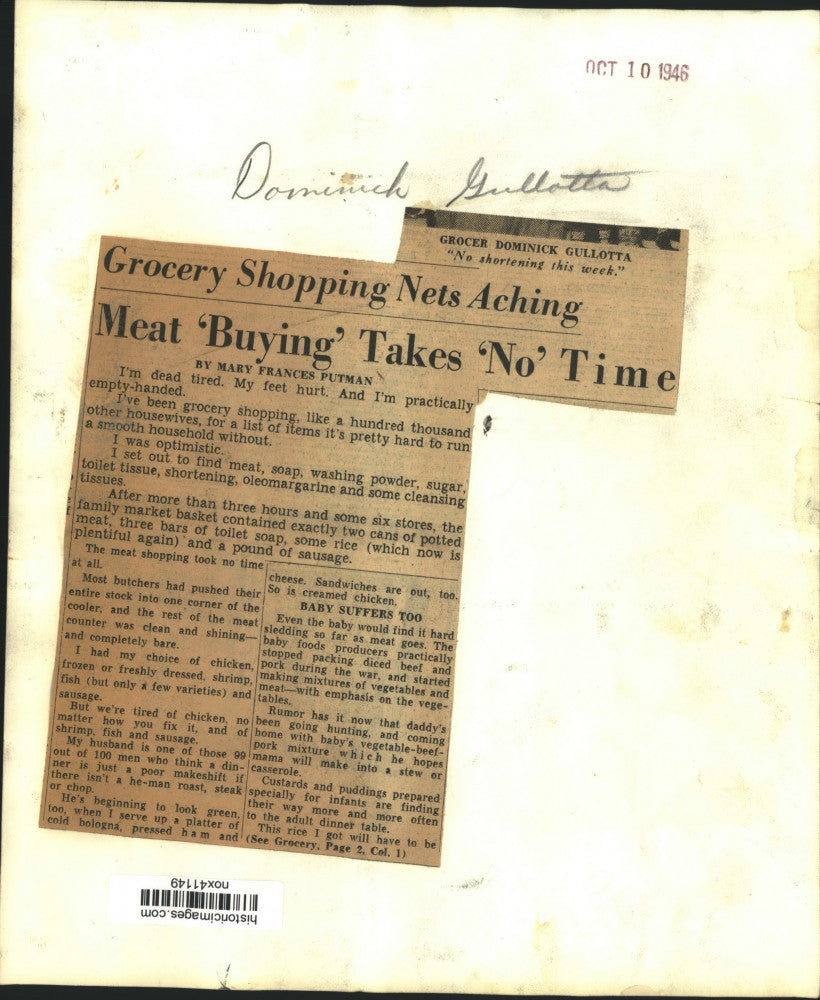 OCT 10 1946
Dominick Gullotta
GROCER DOMINICK GULLOTTA
"No shortening this week."
Grocery Shopping Nets Aching
Meat 'Buying' Takes 'No' Time
BY MARY FRANCES PUTMAN
I'm dead tired. My feet hurt. And I'm practically
empty-handed.
I've been grocery shopping, like a hundred thousand
other housewives, for a list of items it's pretty hard to run
a smooth household without.
I was optimistic.
I set out to find meat, soap, washing powder, sugar,
toilet tissue, shortening, oleomargarine and some cleansing
tissues.
After more than three hours and some six stores, the
family market basket contained exactly two cans of potted
meat, three bars of toilet soap, some rice (which now is
plentiful again) and a pound of sausage.
The meat shopping took no time
at all.
Most butchers had pushed their
entire stock into one corner of the
cooler, and the rest of the meat
counter was clean and shining—
and completely bare.
I had my choice of chicken,
frozen or freshly dressed, shrimp,
fish (but only a few varieties) and
sausage.
But we're tired of chicken, no
matter how you fix it, and of
shrimp, fish and sausage.
My husband is one of those 99
out of 100 men who think a din-
ner is just a poor makeshift if
there isn't a he-man roast, steak
or chop.
He's beginning to look green,
too, when I serve up a platter of
cold bologna, pressed ham and
cheese. Sandwiches are out, too.
So is creamed chicken.
BABY SUFFERS TOO
Even the baby would find it hard
sledding so far as meat goes. The
baby foods producers practically
stopped packing diced beef and
pork during the war, and started
making mixtures of vegetables and
meat—with emphasis on the vege-
tables.
Rumor has it now that daddy's
been going hunting, and coming
home with baby's vegetable-beef-
pork mixture which he hopes
mama will make into a stew or
casserole.
Custards and puddings prepared
specially for infants are finding
their way more and more often
to the adult dinner table.
This rice I got will have to be
(See Grocery, Page 2, Col. 1)
historicimages.com
nox41149